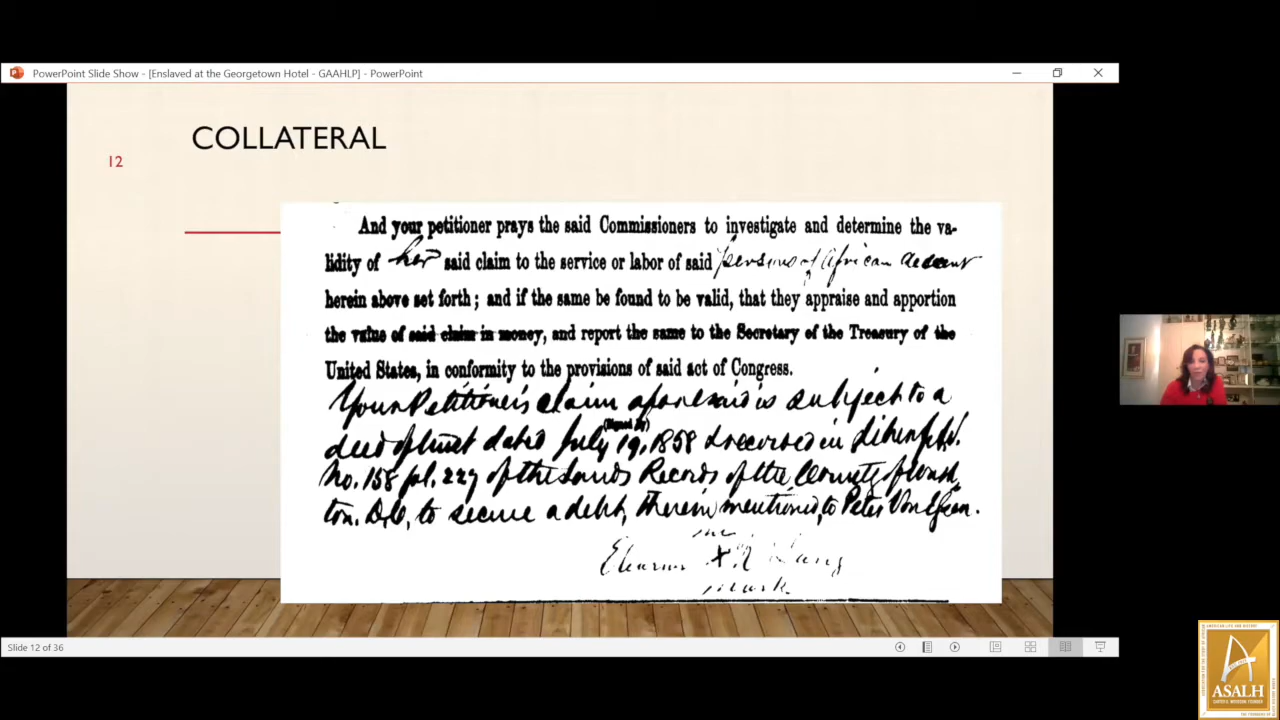 PowerPoint Slide Show - [Enslaved at the Georgetown Hotel - GAAHLP] - PowerPoint
12
COLLATERAL
And your petitioner prays the said Commissioners to investigate and determine the va-
lidity of her said claim to the service or labor of said persons of African descent
herein above set forth; and if the same be found to be valid, that they appraise and apportion
the value of said claim in money, and report the same to the Secretary of the Treasury of the
United States, in conformity to the provisions of said act of Congress.
Your Petitioner's claim aforesaid is subject to a
(Signed by)
deed of trust dated July 19, 1858 & recorded in Liber
No. 158 fol. 227 of the Lands Records of the County of Wash
ton. D.C, to secure a debt, therein mentioned, to Peter Von Essen.
her
Lang
mark
Slide 12 of 36
ASALH